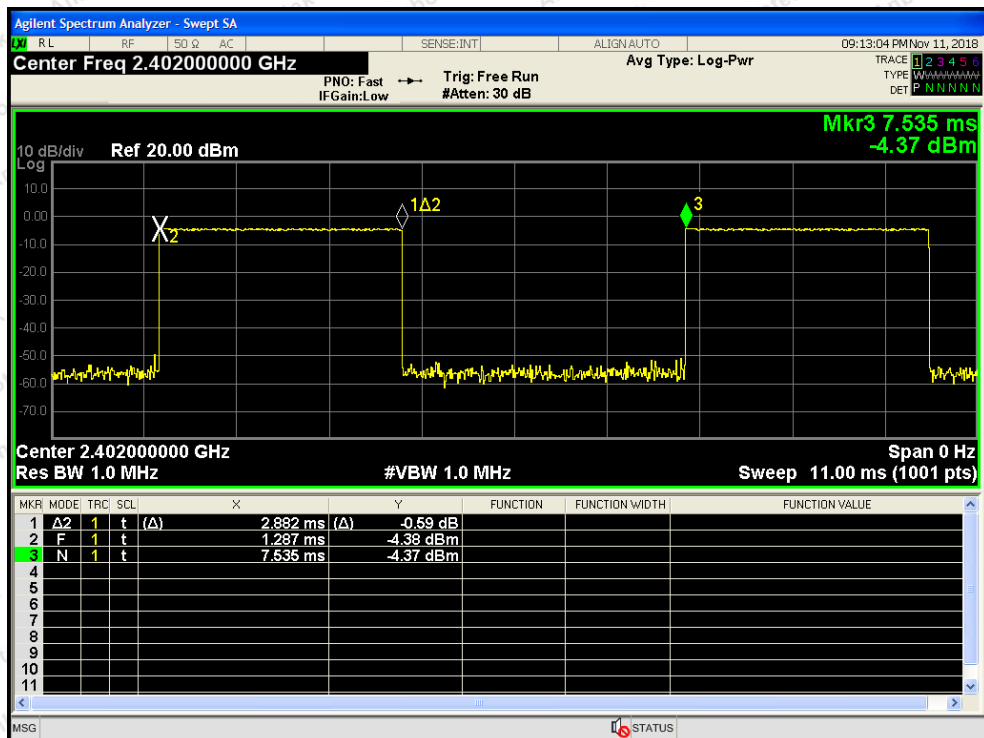 Agilent Spectrum Analyzer - Swept SA
LXI RL RF 50 Ω AC SENSE:INT ALIGN AUTO 09:13:04 PM Nov 11, 2018
Center Freq 2.402000000 GHz Avg Type: Log-Pwr TRACE 1 2 3 4 5 6
PNO: Fast Trig: Free Run TYPE WWWWWW
IFGain:Low #Atten: 30 dB DET P N N N N N
Mkr3 7.535 ms
10 dB/div Ref 20.00 dBm -4.37 dBm
Log
10.0
1Δ2 3
0.00
2
-10.0
-20.0
-30.0
-40.0
-50.0
-60.0
-70.0
Center 2.402000000 GHz Span 0 Hz
Res BW 1.0 MHz #VBW 1.0 MHz Sweep 11.00 ms (1001 pts)
MKR MODE TRC SCL X Y FUNCTION FUNCTION WIDTH FUNCTION VALUE
1 Δ2 1 t (Δ) 2.882 ms (Δ) -0.59 dB
2 F 1 t 1.287 ms -4.38 dBm
3 N 1 t 7.535 ms -4.37 dBm
4
5
6
7
8
9
10
11
MSG STATUS